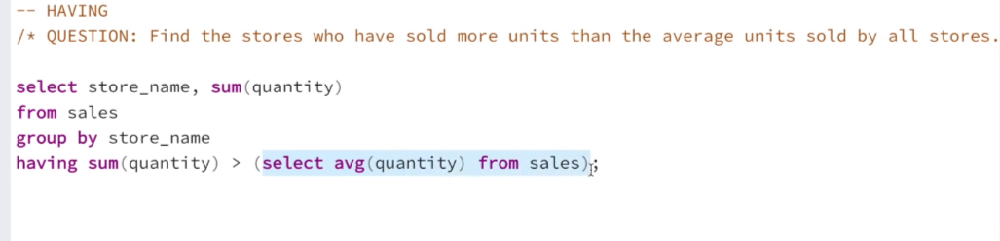 -- HAVING
/* QUESTION: Find the stores who have sold more units than the average units sold by all stores.
select store_name, sum(quantity)
from sales
group by store_name
having sum(quantity) > (select avg(quantity) from sales);